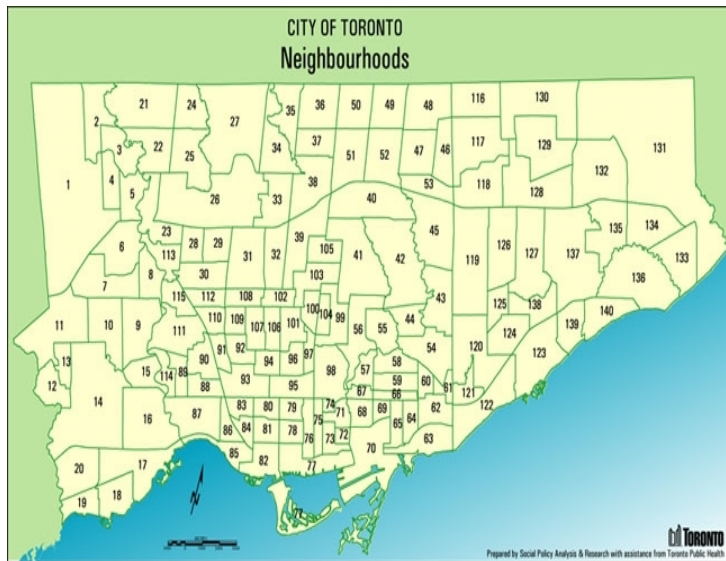 CITY OF TORONTO
Neighbourhoods
21 24 27 35 36 50 49 48 116 130
2 3 22 25 34 37 51 52 47 46 117 129 131
1 4 5 26 33 38 40 53 118 128 132
23 28 29 31 32 39 105 41 42 45 119 126 127 137 135 134
6 113 30 103 133
7 8 115 112 108 102 100 104 99 43 125 138 136
11 10 9 111 110 109 107 106 101 56 55 44 124 139 140
13 15 114 89 90 91 92 94 96 97 98 57 58 54 120 123
12 88 93 95 59 60 61 121
14 16 87 83 80 79 74 67 66 62 122
86 84 81 78 75 71 68 69 65 64
20 17 85 82 76 73 72 70 63
19 18 77
77
N
TORONTO
Prepared by Social Policy Analysis & Research with assistance from Toronto Public Health